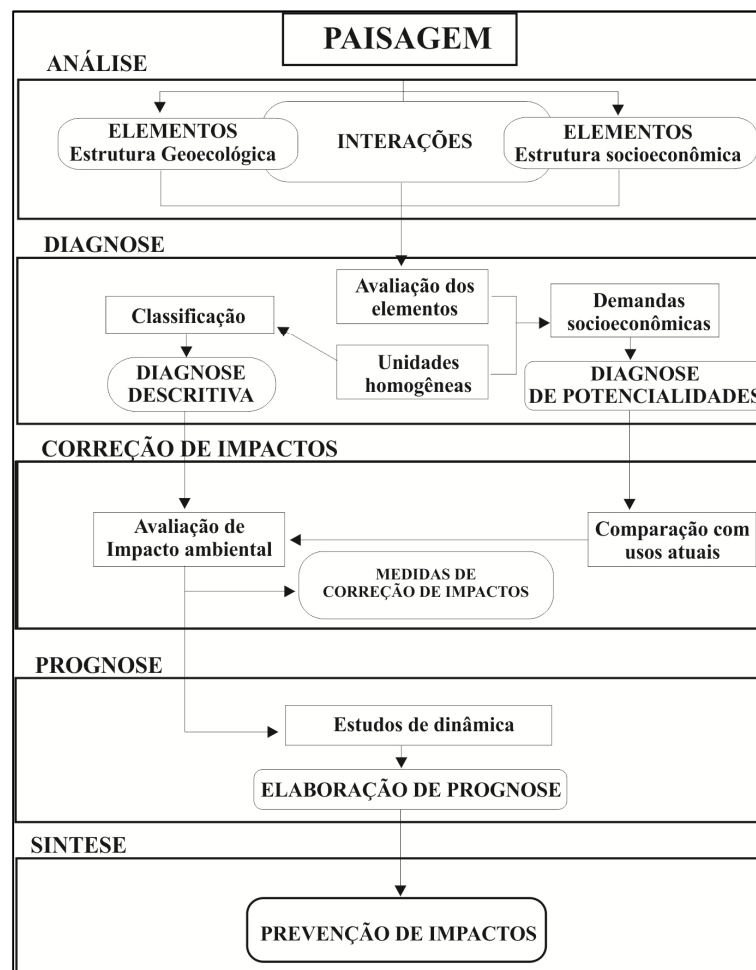 PAISAGEM
ANÁLISE
ELEMENTOS
Estrutura Geoecológica
INTERAÇÕES
ELEMENTOS
Estrutura socioeconômica
DIAGNOSE
Avaliação dos
elementos
Classificação
Demandas
socioeconômicas
Unidades
homogêneas
DIAGNOSE
DESCRITIVA
DIAGNOSE
DE POTENCIALIDADES
CORREÇÃO DE IMPACTOS
Avaliação de
Impacto ambiental
Comparação com
usos atuais
MEDIDAS DE
CORREÇÃO DE IMPACTOS
PROGNOSE
Estudos de dinâmica
ELABORAÇÃO DE PROGNOSE
SINTESE
PREVENÇÃO DE IMPACTOS